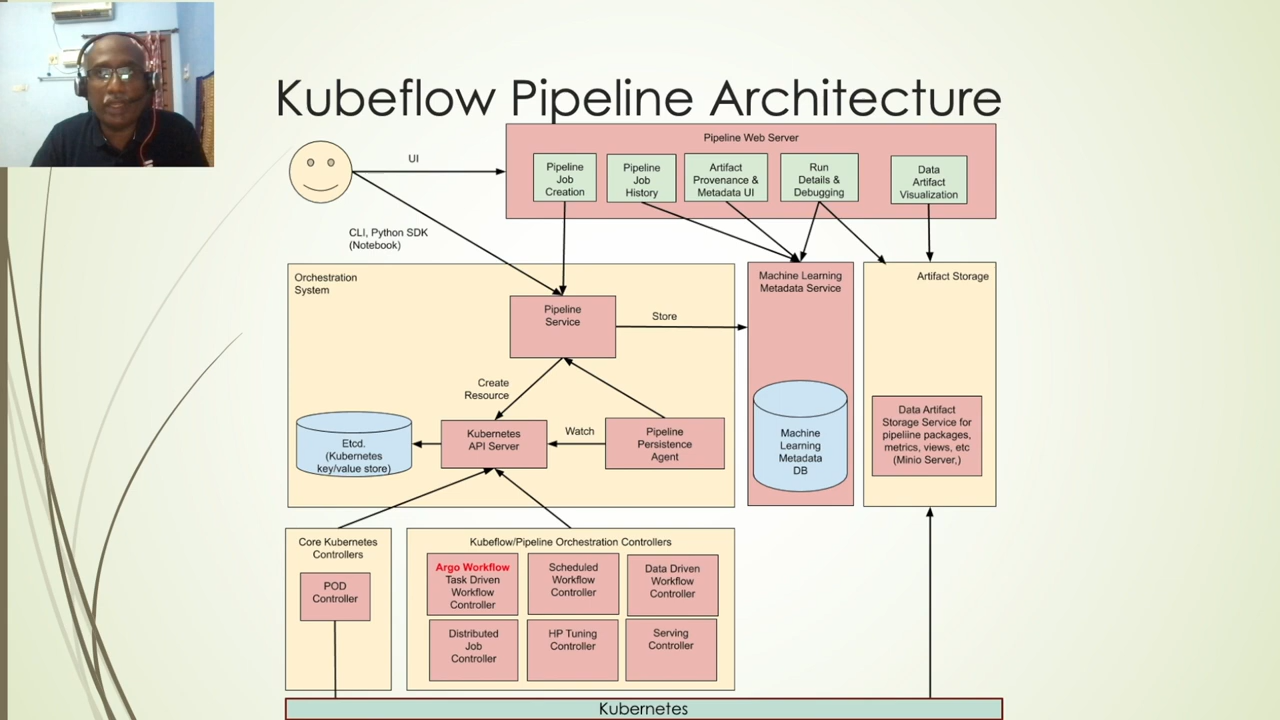 Kubeflow Pipeline Architecture
Pipeline Web Server
UI
Pipeline
Job
Creation
Pipeline
Job
History
Artifact
Provenance &
Metadata UI
Run
Details &
Debugging
Data
Artifact
Visualization
CLI, Python SDK
(Notebook)
Orchestration
System
Pipeline
Service
Store
Machine Learning
Metadata Service
Artifact Storage
Create
Resource
Etcd.
(Kubernetes
key/value store)
Kubernetes
API Server
Watch
Pipeline
Persistence
Agent
Machine
Learning
Metadata
DB
Data Artifact
Storage Service for
pipeliine packages,
metrics, views, etc
(Minio Server,)
Core Kubernetes
Controllers
POD
Controller
Kubeflow/Pipeline Orchestration Controllers
Argo Workflow
Task Driven
Workflow
Controller
Scheduled
Workflow
Controller
Data Driven
Workflow
Controller
Distributed
Job
Controller
HP Tuning
Controller
Serving
Controller
Kubernetes